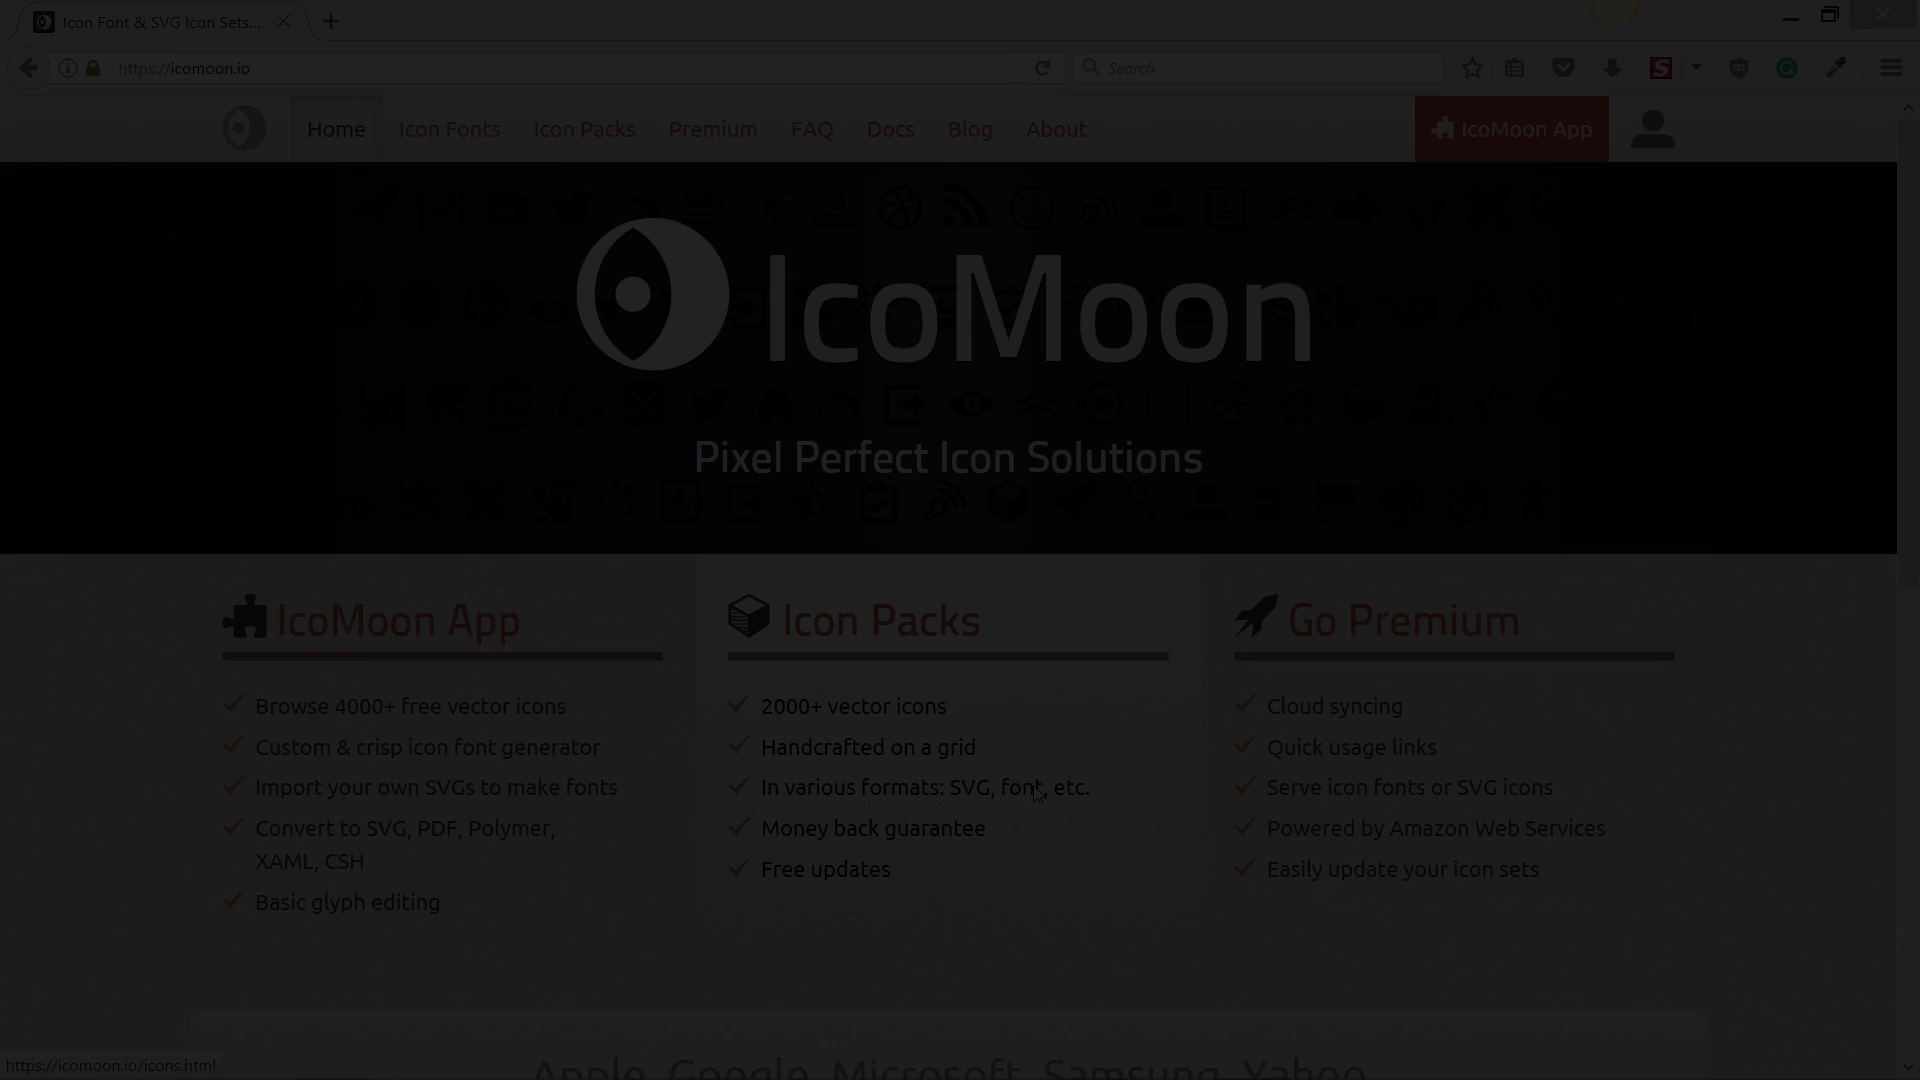 Icon Font & SVG Icon Sets...
https://icomoon.io
Search
Home
Icon Fonts
Icon Packs
Premium
FAQ
Docs
Blog
About
IcoMoon App
IcoMoon
Pixel Perfect Icon Solutions
IcoMoon App
Browse 4000+ free vector icons
Custom & crisp icon font generator
Import your own SVGs to make fonts
Convert to SVG, PDF, Polymer,
XAML, CSH
Basic glyph editing
Icon Packs
2000+ vector icons
Handcrafted on a grid
In various formats: SVG, font, etc.
Money back guarantee
Free updates
Go Premium
Cloud syncing
Quick usage links
Serve icon fonts or SVG icons
Powered by Amazon Web Services
Easily update your icon sets
Apple, Google, Microsoft, Samsung, Yahoo
https://icomoon.io/icons.html